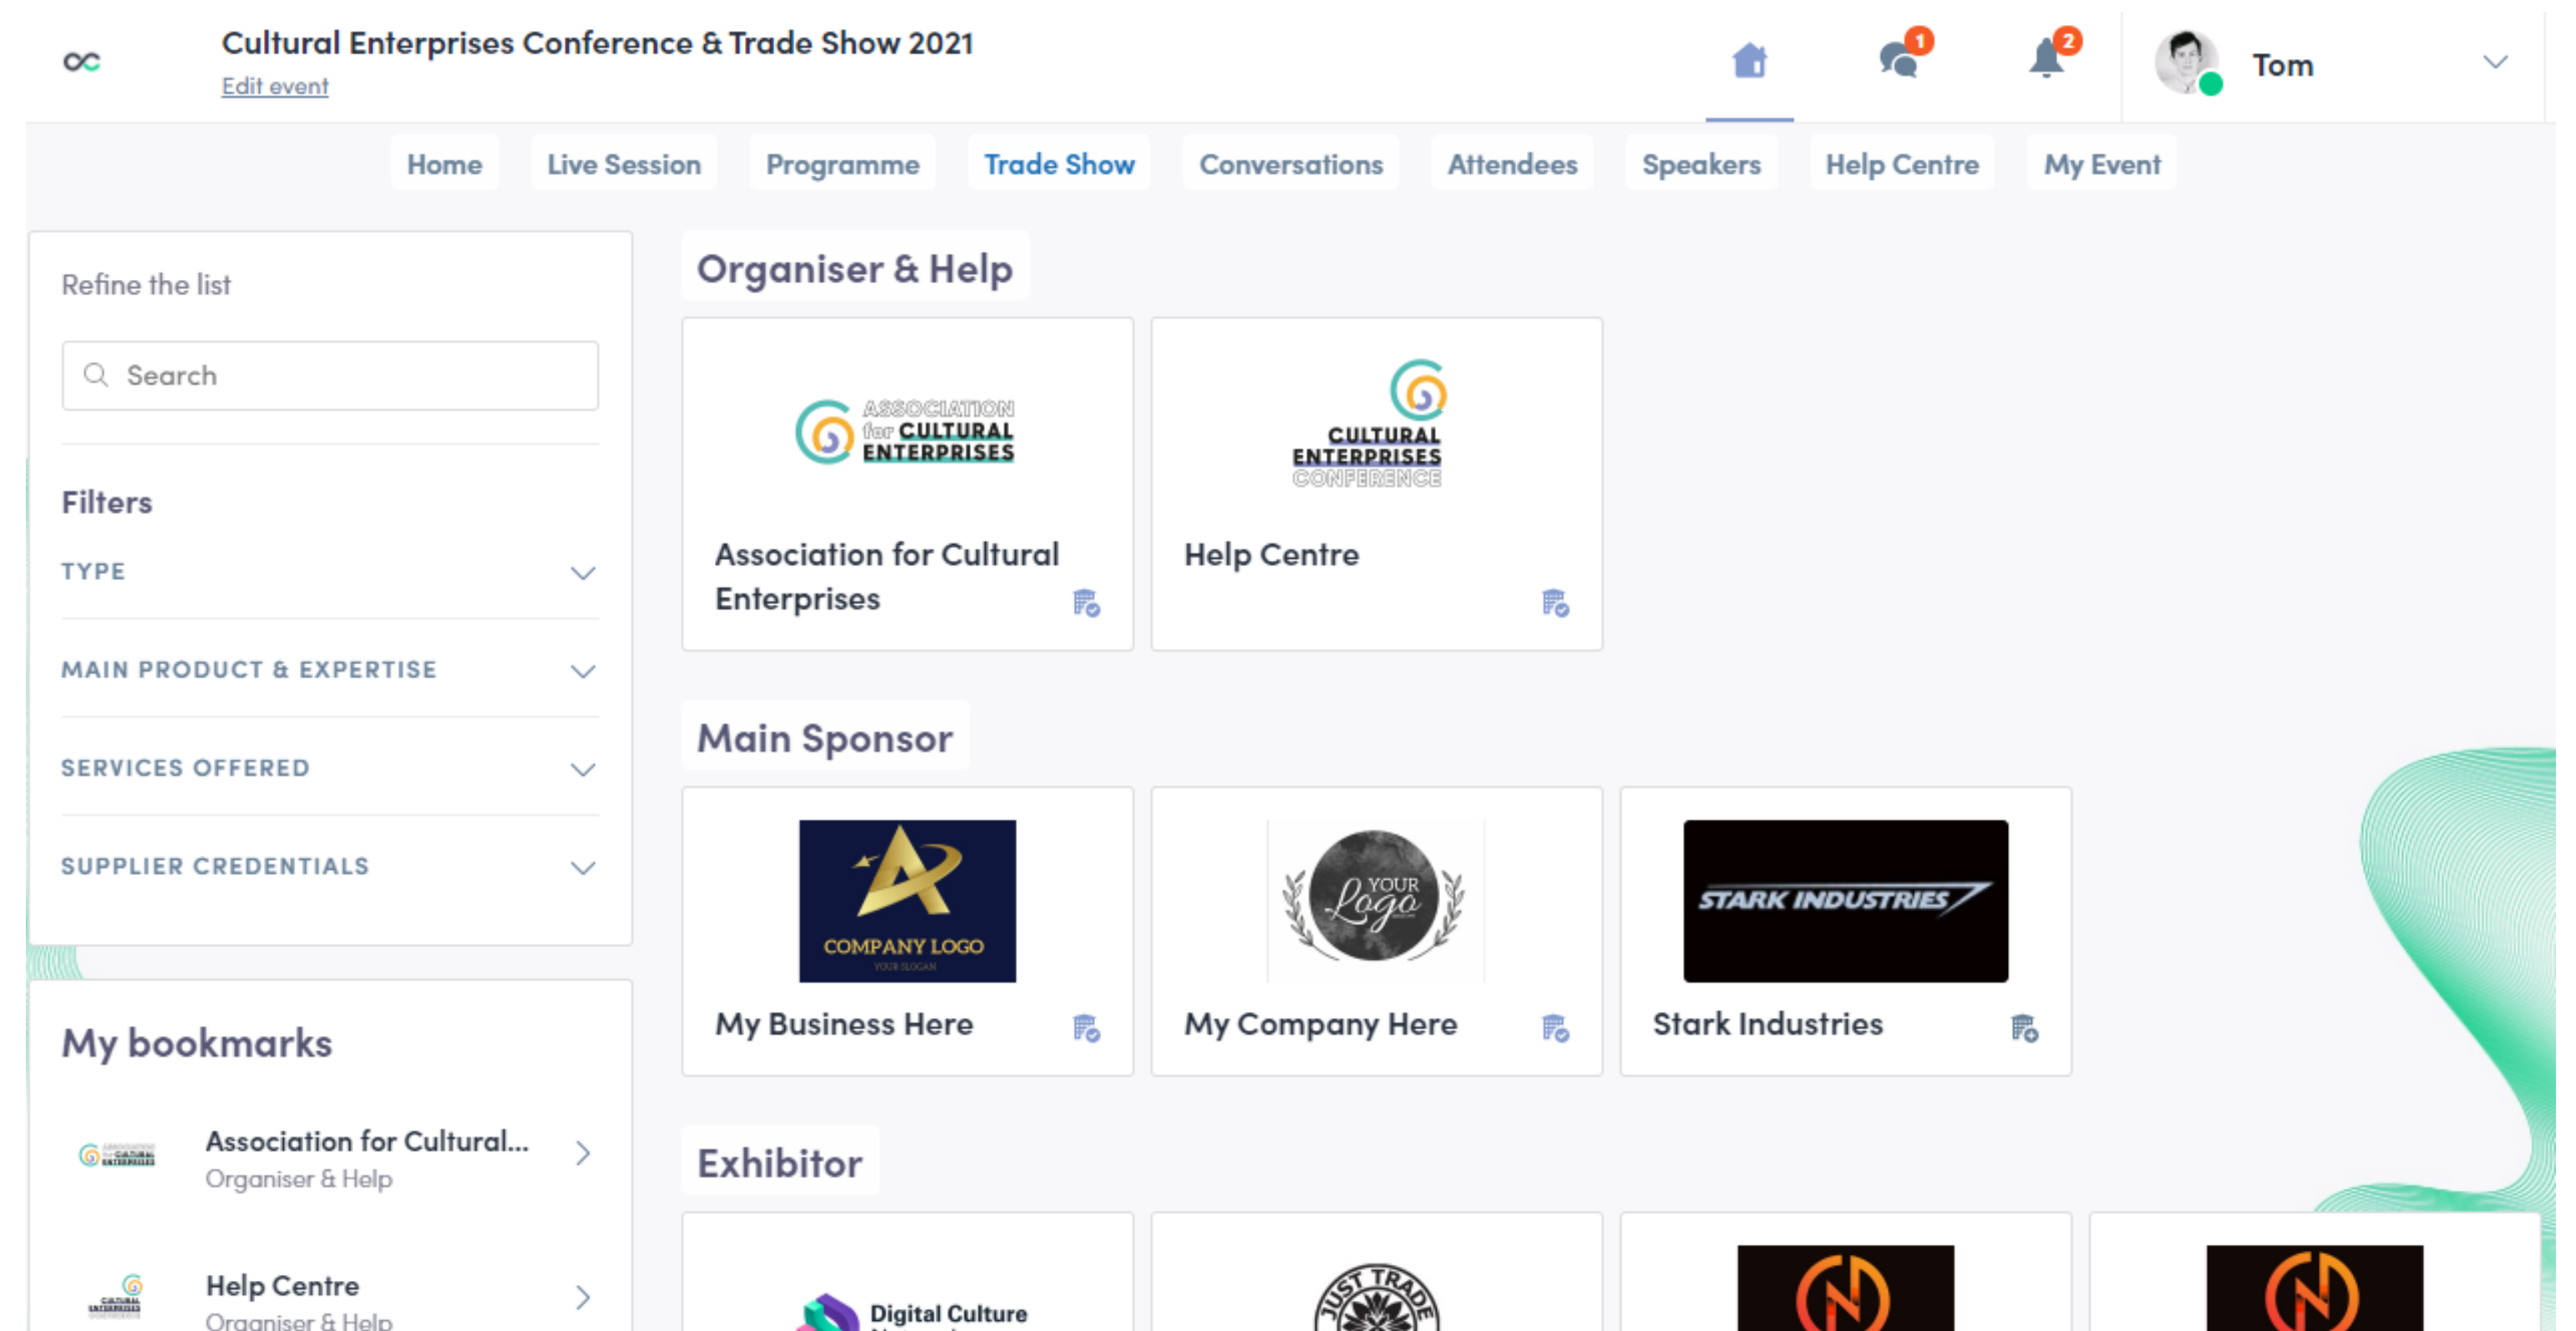 Cultural Enterprises Conference & Trade Show 2021
Edit event
1
2
Tom
Home
Live Session
Programme
Trade Show
Conversations
Attendees
Speakers
Help Centre
My Event
Refine the list
Search
Filters
TYPE
MAIN PRODUCT & EXPERTISE
SERVICES OFFERED
SUPPLIER CREDENTIALS
My bookmarks
Association for Cultural...
Organiser & Help
Help Centre
Organiser & Help
Organiser & Help
ASSOCIATION
for CULTURAL
ENTERPRISES
Association for Cultural
Enterprises
CULTURAL
ENTERPRISES
CONFERENCE
Help Centre
Main Sponsor
COMPANY LOGO
YOUR SLOGAN
My Business Here
YOUR
Logo
My Company Here
STARK INDUSTRIES
Stark Industries
Exhibitor
Digital Culture
JUST TRADE